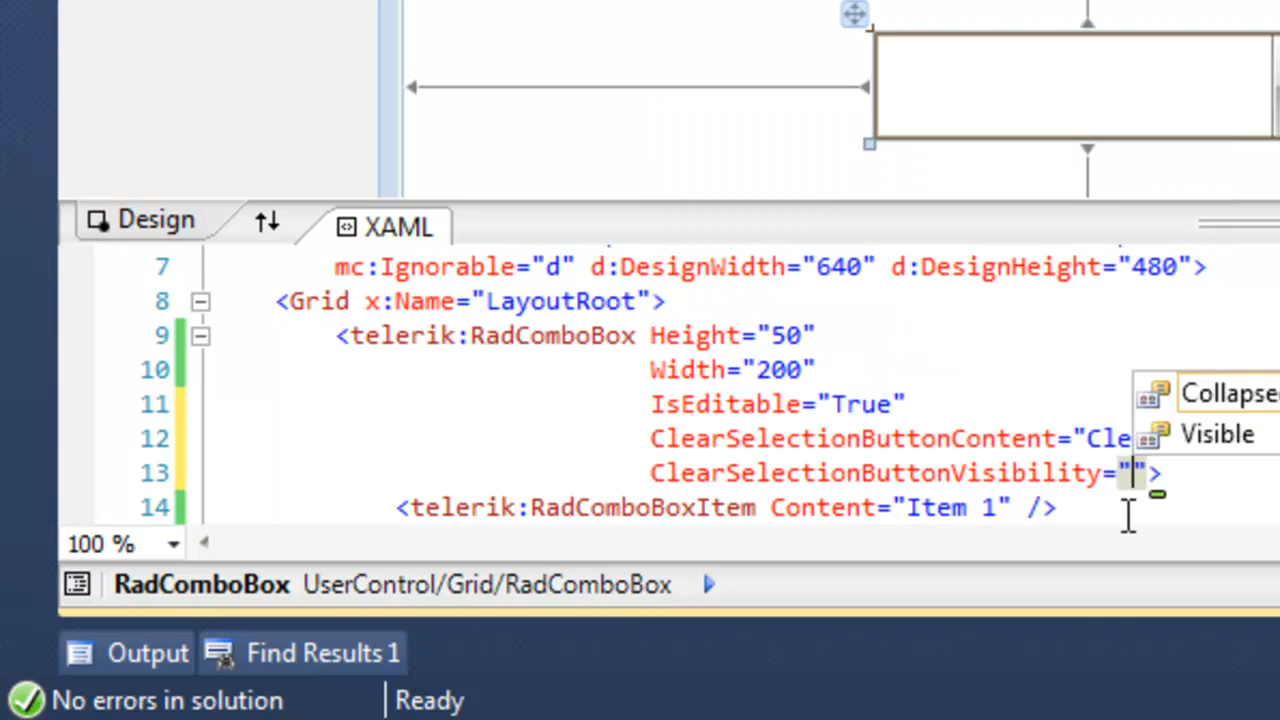 Design
XAML
7 mc:Ignorable="d" d:DesignWidth="640" d:DesignHeight="480">
8 <Grid x:Name="LayoutRoot">
9 <telerik:RadComboBox Height="50"
10 Width="200"
11 IsEditable="True"
Collapse
12 ClearSelectionButtonContent="Cle
Visible
13 ClearSelectionButtonVisibility="">
14 <telerik:RadComboBoxItem Content="Item 1" />
100 %
RadComboBox UserControl/Grid/RadComboBox
Output Find Results 1
No errors in solution Ready